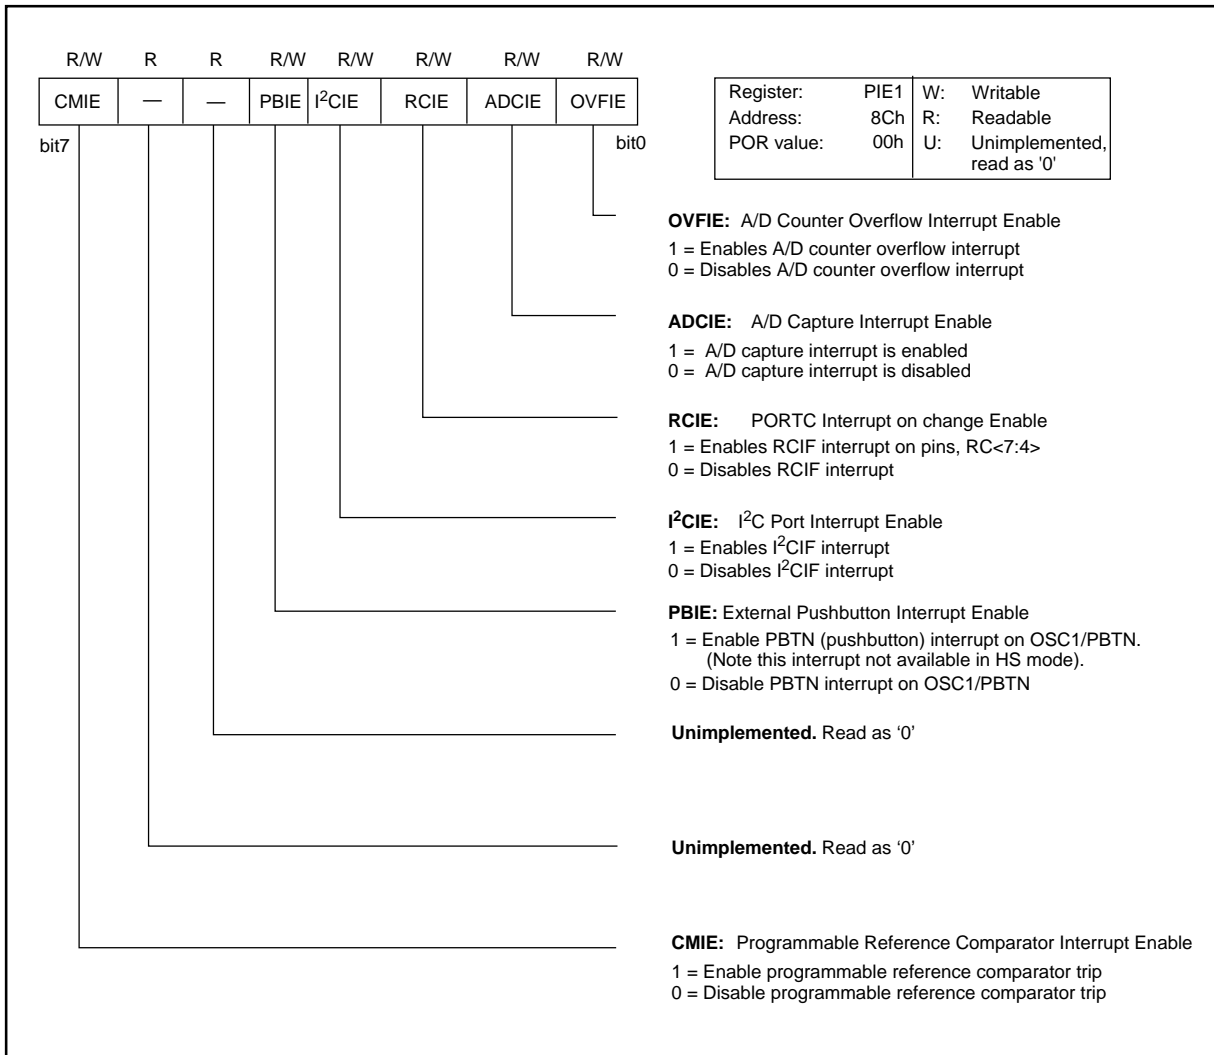 R/W R R R/W R/W R/W R/W R/W
CMIE — — PBIE I²CIE RCIE ADCIE OVFIE
bit7 bit0
Register: PIE1 W: Writable
Address: 8Ch R: Readable
POR value: 00h U: Unimplemented,
read as '0'
OVFIE: A/D Counter Overflow Interrupt Enable
1 = Enables A/D counter overflow interrupt
0 = Disables A/D counter overflow interrupt
ADCIE: A/D Capture Interrupt Enable
1 = A/D capture interrupt is enabled
0 = A/D capture interrupt is disabled
RCIE: PORTC Interrupt on change Enable
1 = Enables RCIF interrupt on pins, RC<7:4>
0 = Disables RCIF interrupt
I²CIE: I²C Port Interrupt Enable
1 = Enables I²CIF interrupt
0 = Disables I²CIF interrupt
PBIE: External Pushbutton Interrupt Enable
1 = Enable PBTN (pushbutton) interrupt on OSC1/PBTN.
(Note this interrupt not available in HS mode).
0 = Disable PBTN interrupt on OSC1/PBTN
Unimplemented. Read as ‘0’
Unimplemented. Read as ‘0’
CMIE: Programmable Reference Comparator Interrupt Enable
1 = Enable programmable reference comparator trip
0 = Disable programmable reference comparator trip